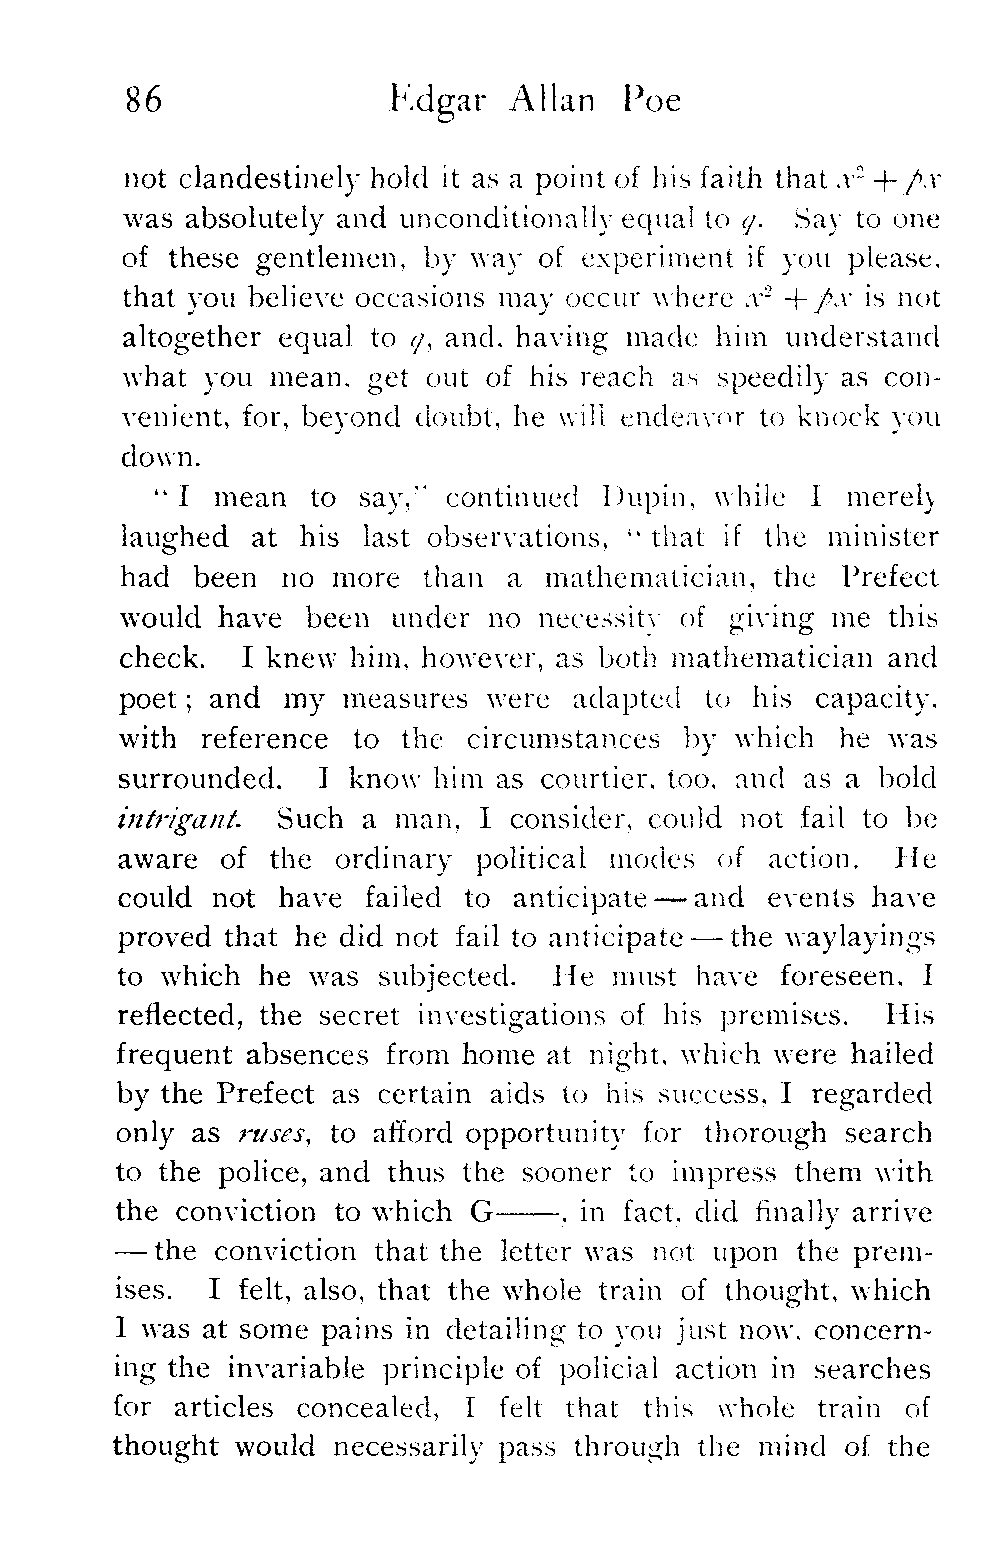 86 Edgar Allan Poe
not clandestinely hold it as a point of his faith that x² + px
was absolutely and unconditionally equal to q. Say to one
of these gentlemen, by way of experiment if you please,
that you believe occasions may occur where x² + px is not
altogether equal to q, and, having made him understand
what you mean, get out of his reach as speedily as con-
venient, for, beyond doubt, he will endeavor to knock you
down.
“ I mean to say,” continued Dupin, while I merely
laughed at his last observations, “ that if the minister
had been no more than a mathematician, the Prefect
would have been under no necessity of giving me this
check. I knew him, however, as both mathematician and
poet ; and my measures were adapted to his capacity,
with reference to the circumstances by which he was
surrounded. I know him as courtier, too, and as a bold
intrigant. Such a man, I consider, could not fail to be
aware of the ordinary political modes of action. He
could not have failed to anticipate — and events have
proved that he did not fail to anticipate — the waylayings
to which he was subjected. He must have foreseen, I
reflected, the secret investigations of his premises. His
frequent absences from home at night, which were hailed
by the Prefect as certain aids to his success, I regarded
only as ruses, to afford opportunity for thorough search
to the police, and thus the sooner to impress them with
the conviction to which G——, in fact, did finally arrive
— the conviction that the letter was not upon the prem-
ises. I felt, also, that the whole train of thought, which
I was at some pains in detailing to you just now, concern-
ing the invariable principle of policial action in searches
for articles concealed, I felt that this whole train of
thought would necessarily pass through the mind of the